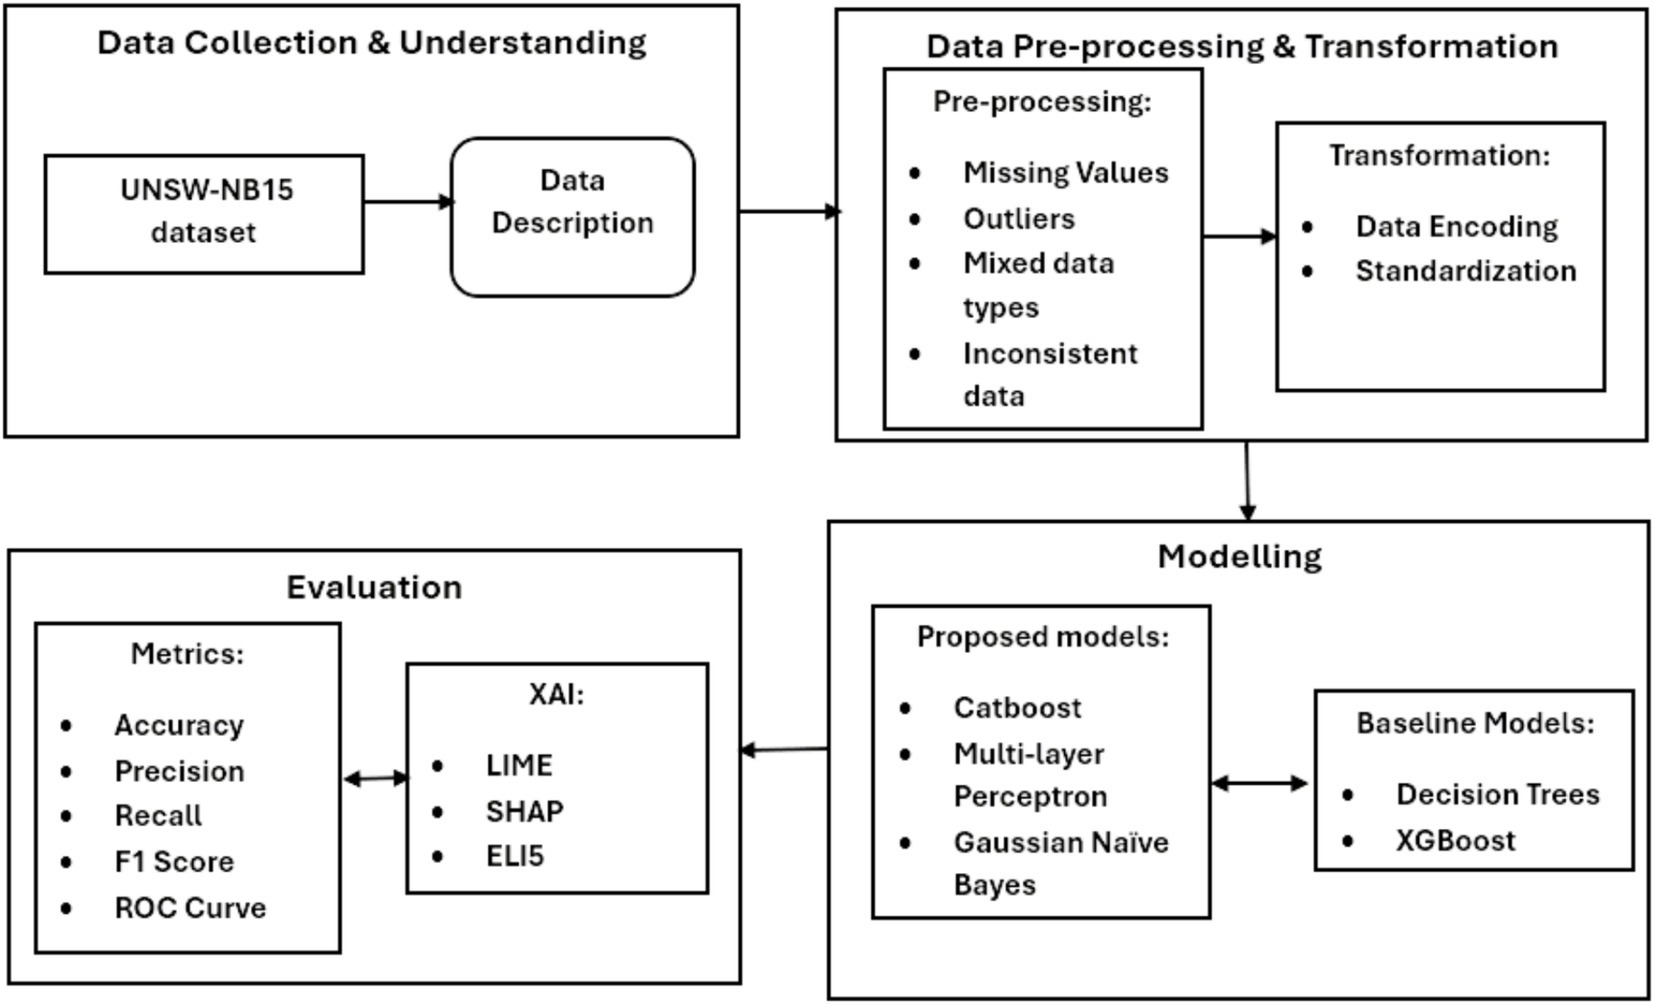 Data Collection & Understanding
UNSW-NB15
dataset
Data
Description
Data Pre-processing & Transformation
Pre-processing:
• Missing Values
• Outliers
• Mixed data
types
• Inconsistent
data
Transformation:
• Data Encoding
• Standardization
Modelling
Proposed models:
• Catboost
• Multi-layer
Perceptron
• Gaussian Naïve
Bayes
Baseline Models:
• Decision Trees
• XGBoost
Evaluation
Metrics:
• Accuracy
• Precision
• Recall
• F1 Score
• ROC Curve
XAI:
• LIME
• SHAP
• ELI5